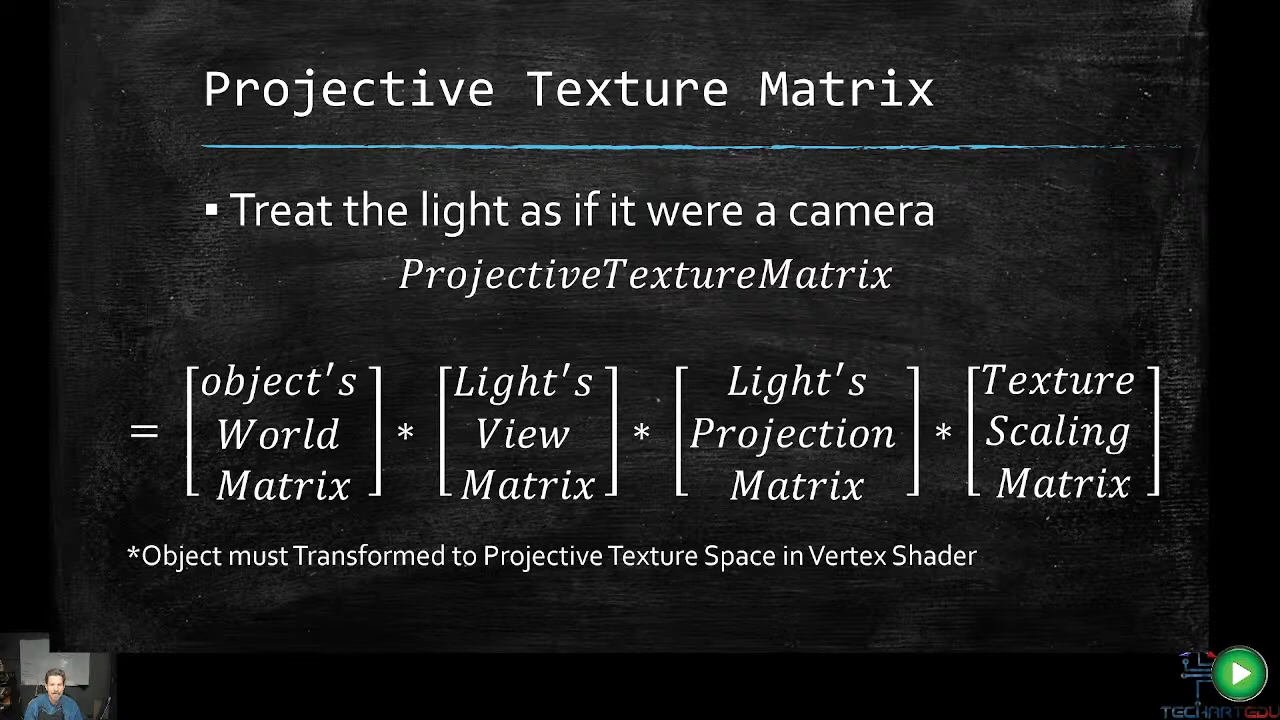 Projective Texture Matrix
▪ Treat the light as if it were a camera
ProjectiveTextureMatrix
= [object's World Matrix] * [Light's View Matrix] * [Light's Projection Matrix] * [Texture Scaling Matrix]
*Object must Transformed to Projective Texture Space in Vertex Shader
TECHARTEDU